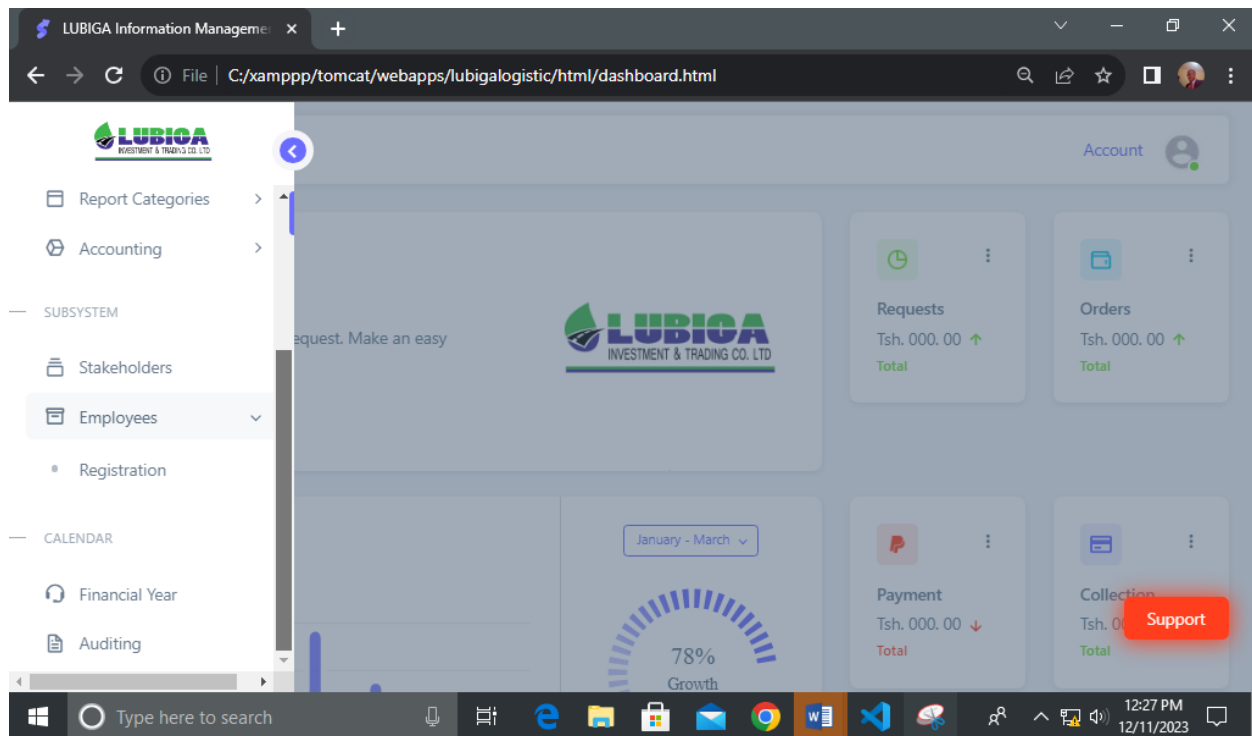 LUBIGA Information Manageme
File | C:/xamppp/tomcat/webapps/lubigalogistic/html/dashboard.html
LUBIGA
INVESTMENT & TRADING CO. LTD
Report Categories
Accounting
SUBSYSTEM
Stakeholders
Employees
Registration
CALENDAR
Financial Year
Auditing
Account
equest. Make an easy
LUBIGA
INVESTMENT & TRADING CO. LTD
Requests
Tsh. 000. 00
Total
Orders
Tsh. 000. 00
Total
January - March
78%
Growth
Payment
Tsh. 000. 00
Total
Collection
Tsh. 0
Total
Support
Type here to search
12:27 PM
12/11/2023